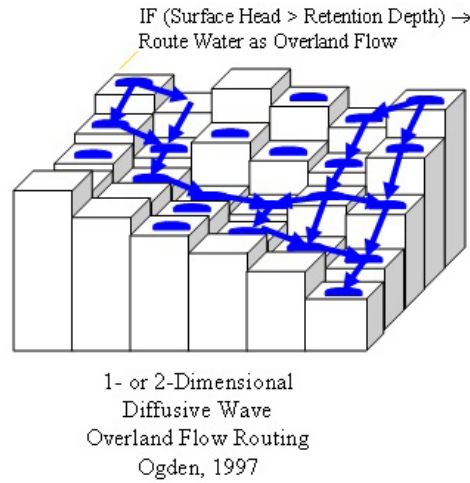 IF (Surface Head > Retention Depth) →
Route Water as Overland Flow
1- or 2-Dimensional
Diffusive Wave
Overland Flow Routing
Ogden, 1997